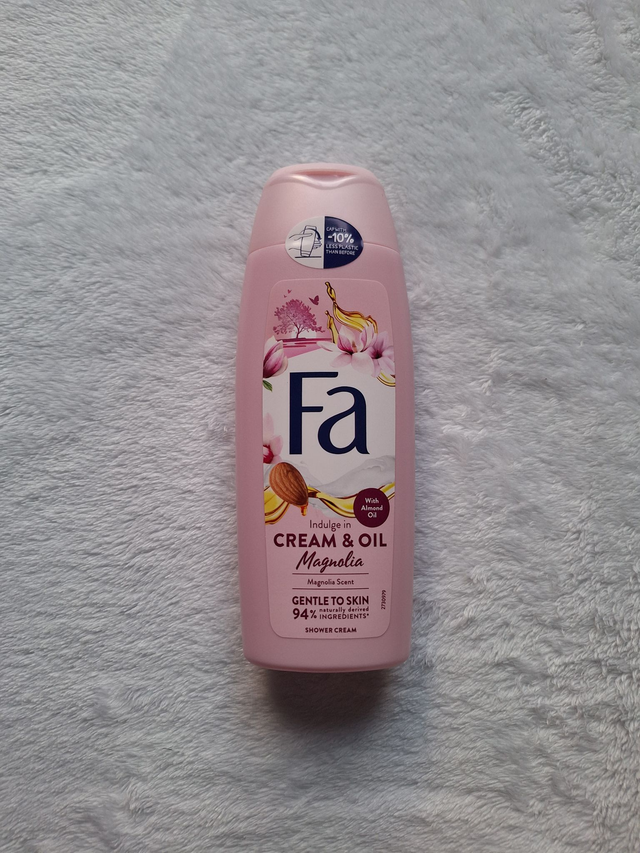 CAP WITH
-10%
LESS PLASTIC
THAN BEFORE
Fa
With
Almond
Oil
Indulge in
CREAM & OIL
Magnolia
Magnolia Scent
GENTLE TO SKIN
94% naturally derived
INGREDIENTS*
SHOWER CREAM